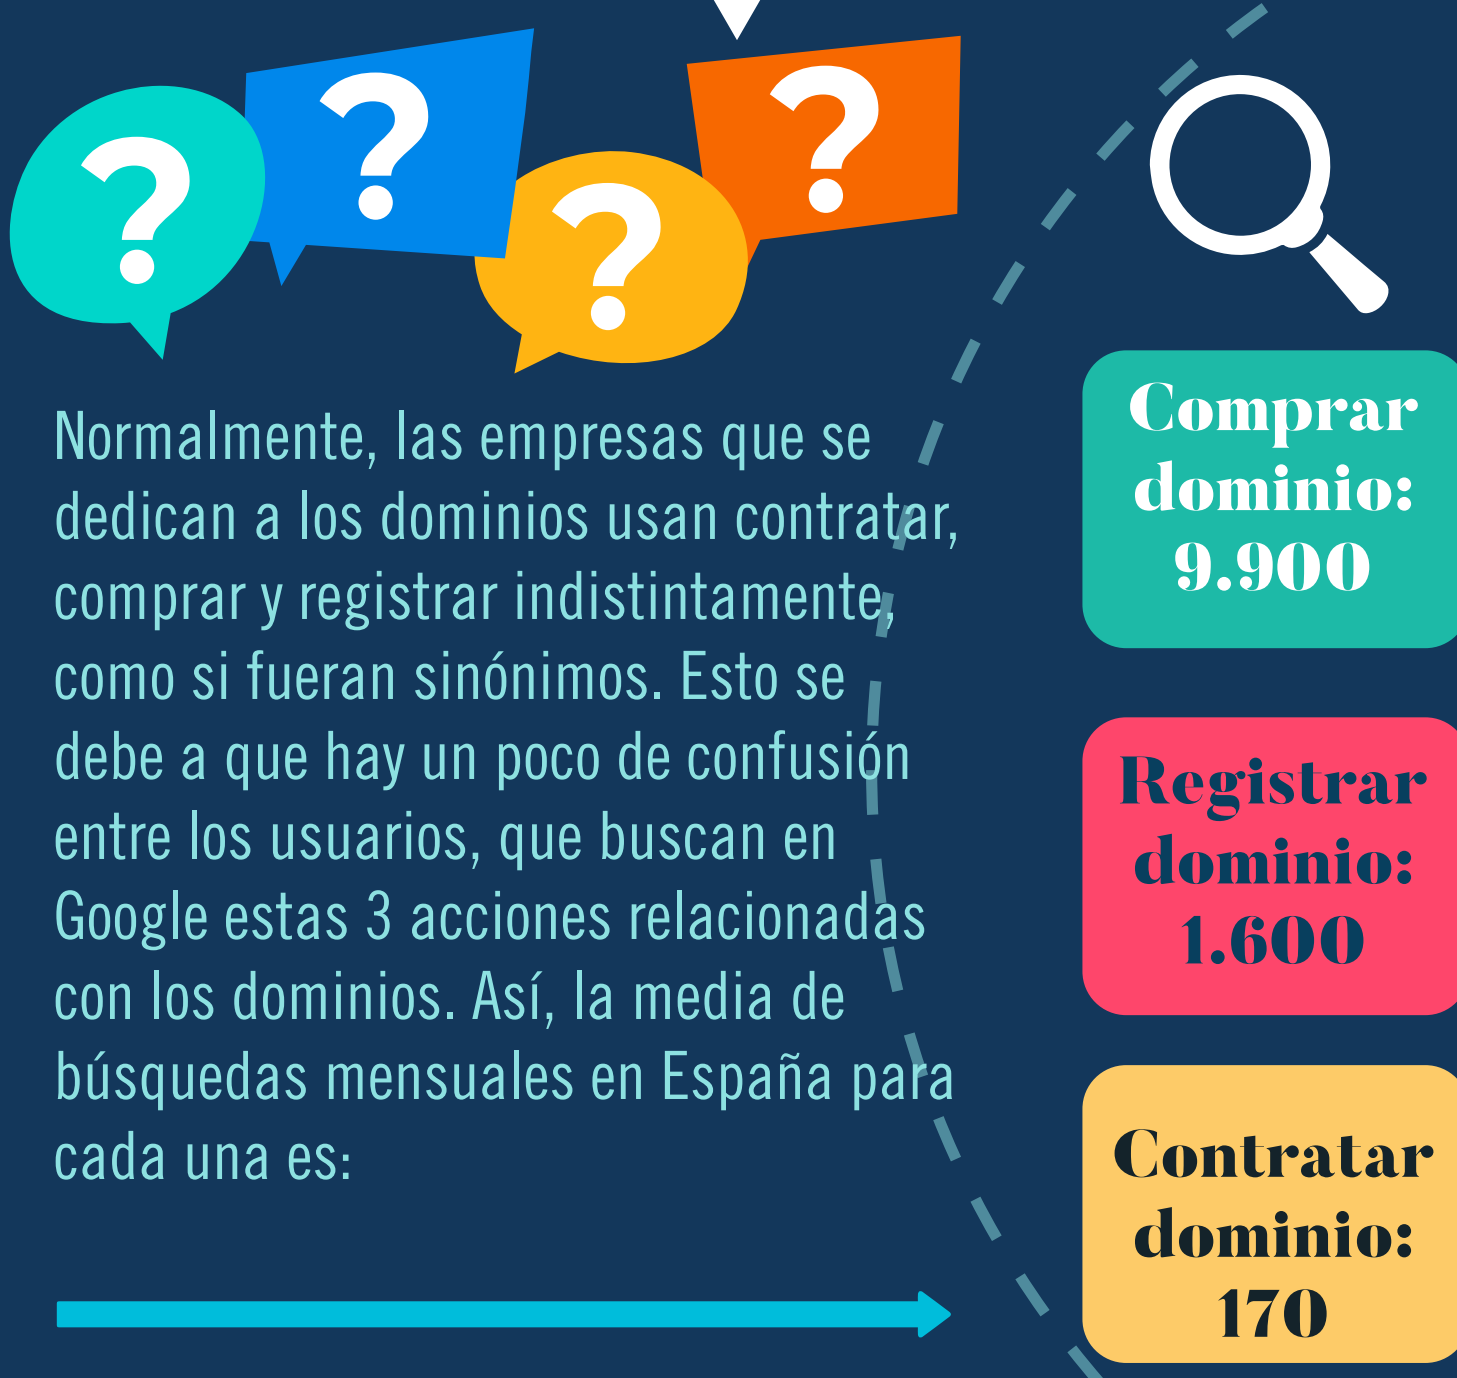 ?
?
?
?
Normalmente, las empresas que se
dedican a los dominios usan contratar,
comprar y registrar indistintamente,
como si fueran sinónimos. Esto se
debe a que hay un poco de confusión
entre los usuarios, que buscan en
Google estas 3 acciones relacionadas
con los dominios. Así, la media de
búsquedas mensuales en España para
cada una es:
Comprar
dominio:
9.900
Registrar
dominio:
1.600
Contratar
dominio:
170